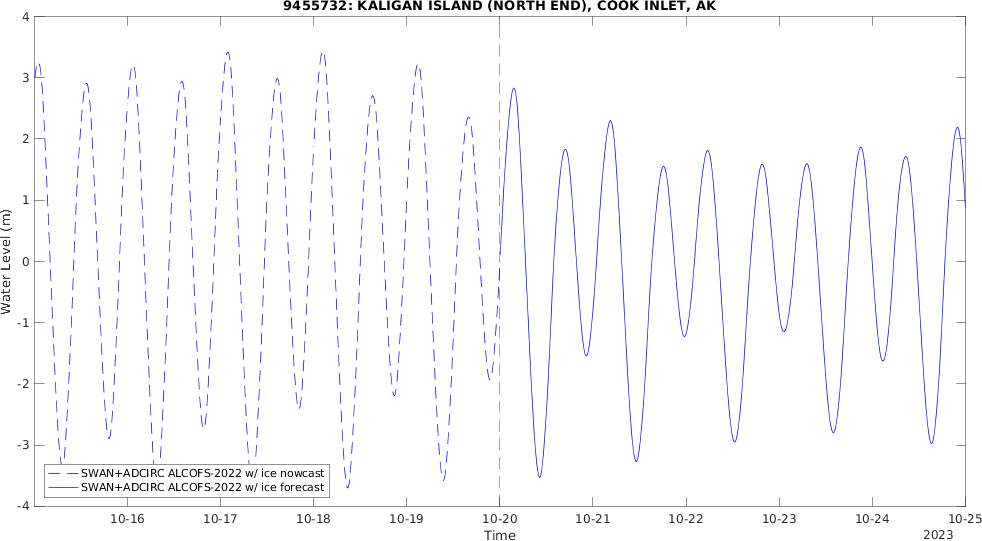 9455732: KALIGAN ISLAND (NORTH END), COOK INLET, AK
4
3
2
1
0
-1
-2
-3
-4
Water Level (m)
SWAN+ADCIRC ALCOFS-2022 w/ ice nowcast
SWAN+ADCIRC ALCOFS-2022 w/ ice forecast
10-16 10-17 10-18 10-19 10-20 10-21 10-22 10-23 10-24 10-25
Time
2023